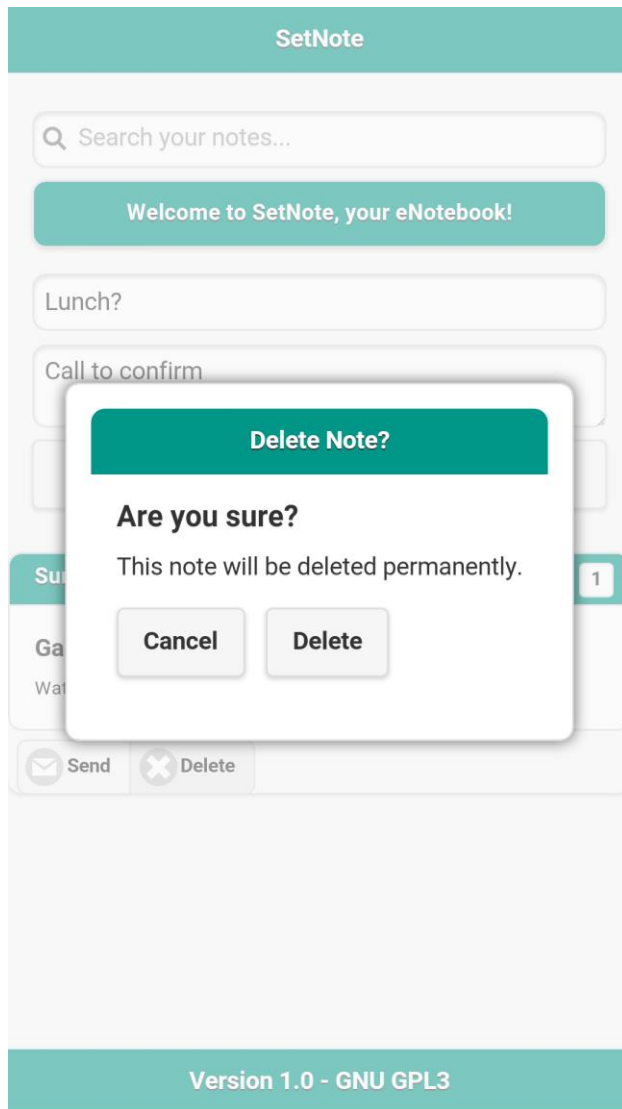 SetNote
Search your notes...
Welcome to SetNote, your eNotebook!
Lunch?
Call to confirm
Delete Note?
Are you sure?
This note will be deleted permanently.
1
Cancel Delete
Send Delete
Version 1.0 - GNU GPL3